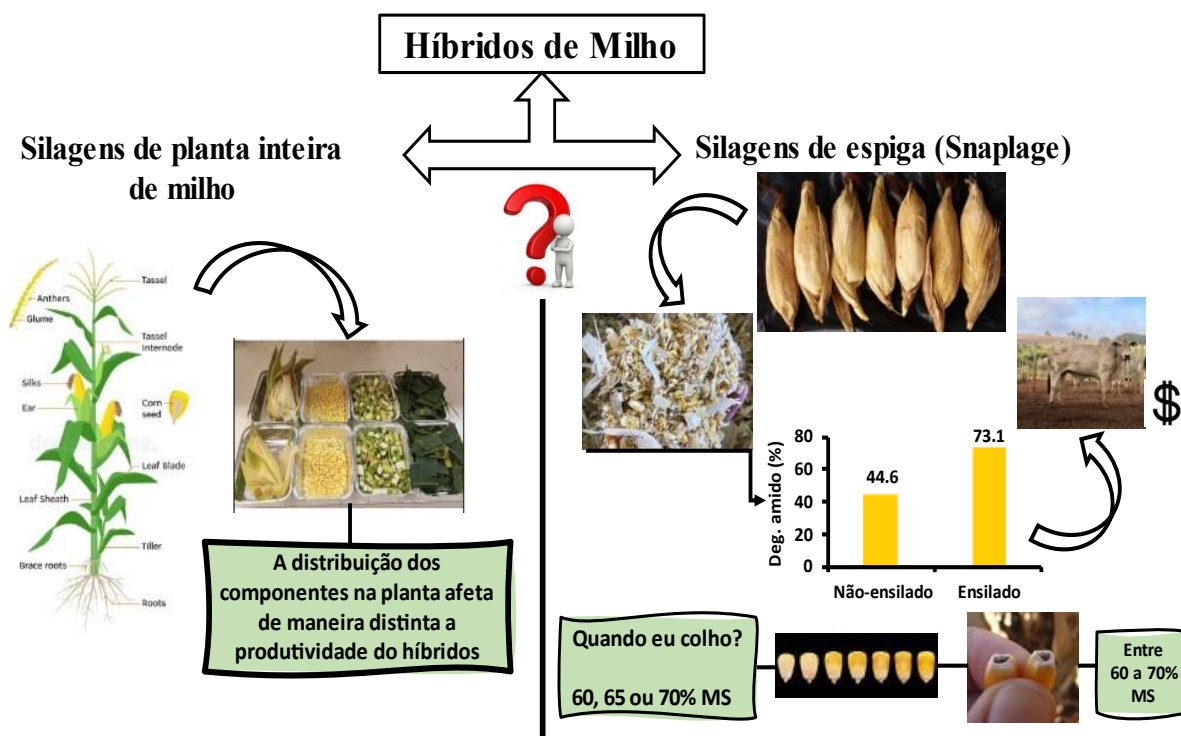 Híbridos de Milho
Silagens de planta inteira
de milho
Silagens de espiga (Snaplage)
Tassel
Anthers
Glume
Tassel
Internode
Silks
Ear
Corn
seed
Leaf Blade
Leaf Sheath
Tiller
Brace roots
Roots
A distribuição dos
componentes na planta afeta
de maneira distinta a
produtividade do híbridos
$
Deg. amido (%)
80
60
40
20
0
44.6
73.1
Não-ensilado
Ensilado
Quando eu colho?
60, 65 ou 70% MS
Entre
60 a 70%
MS